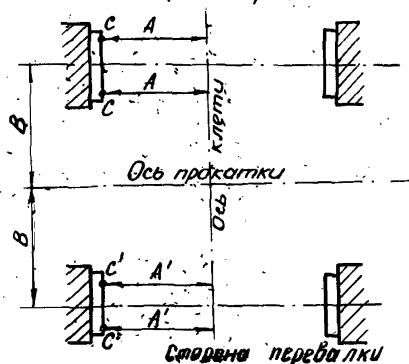 C A
C A
B
клети
Ось прокатки
Ось
B
C' A'
C' A'
Сторона перевалки